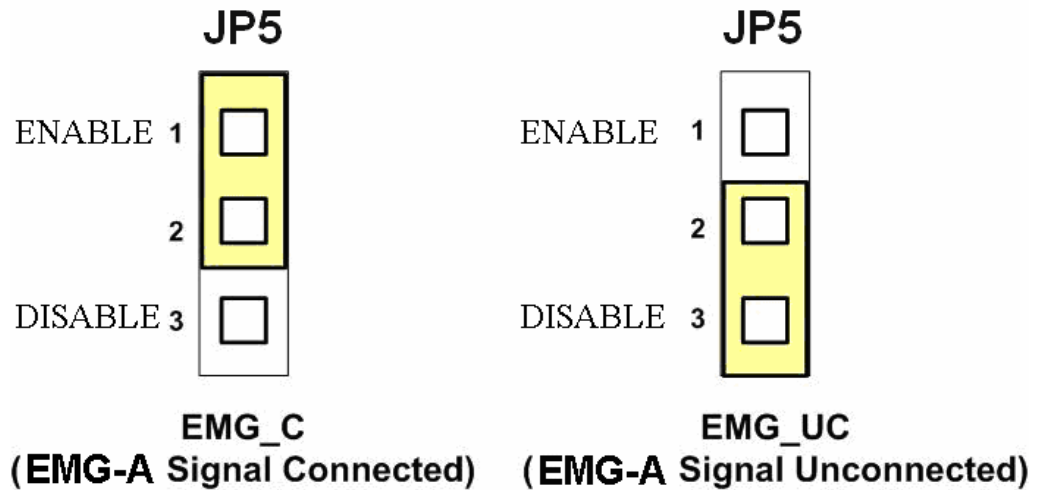 JP5
ENABLE 1
2
DISABLE 3
EMG_C
(EMG-A Signal Connected)
JP5
ENABLE 1
2
DISABLE 3
EMG_UC
(EMG-A Signal Unconnected)